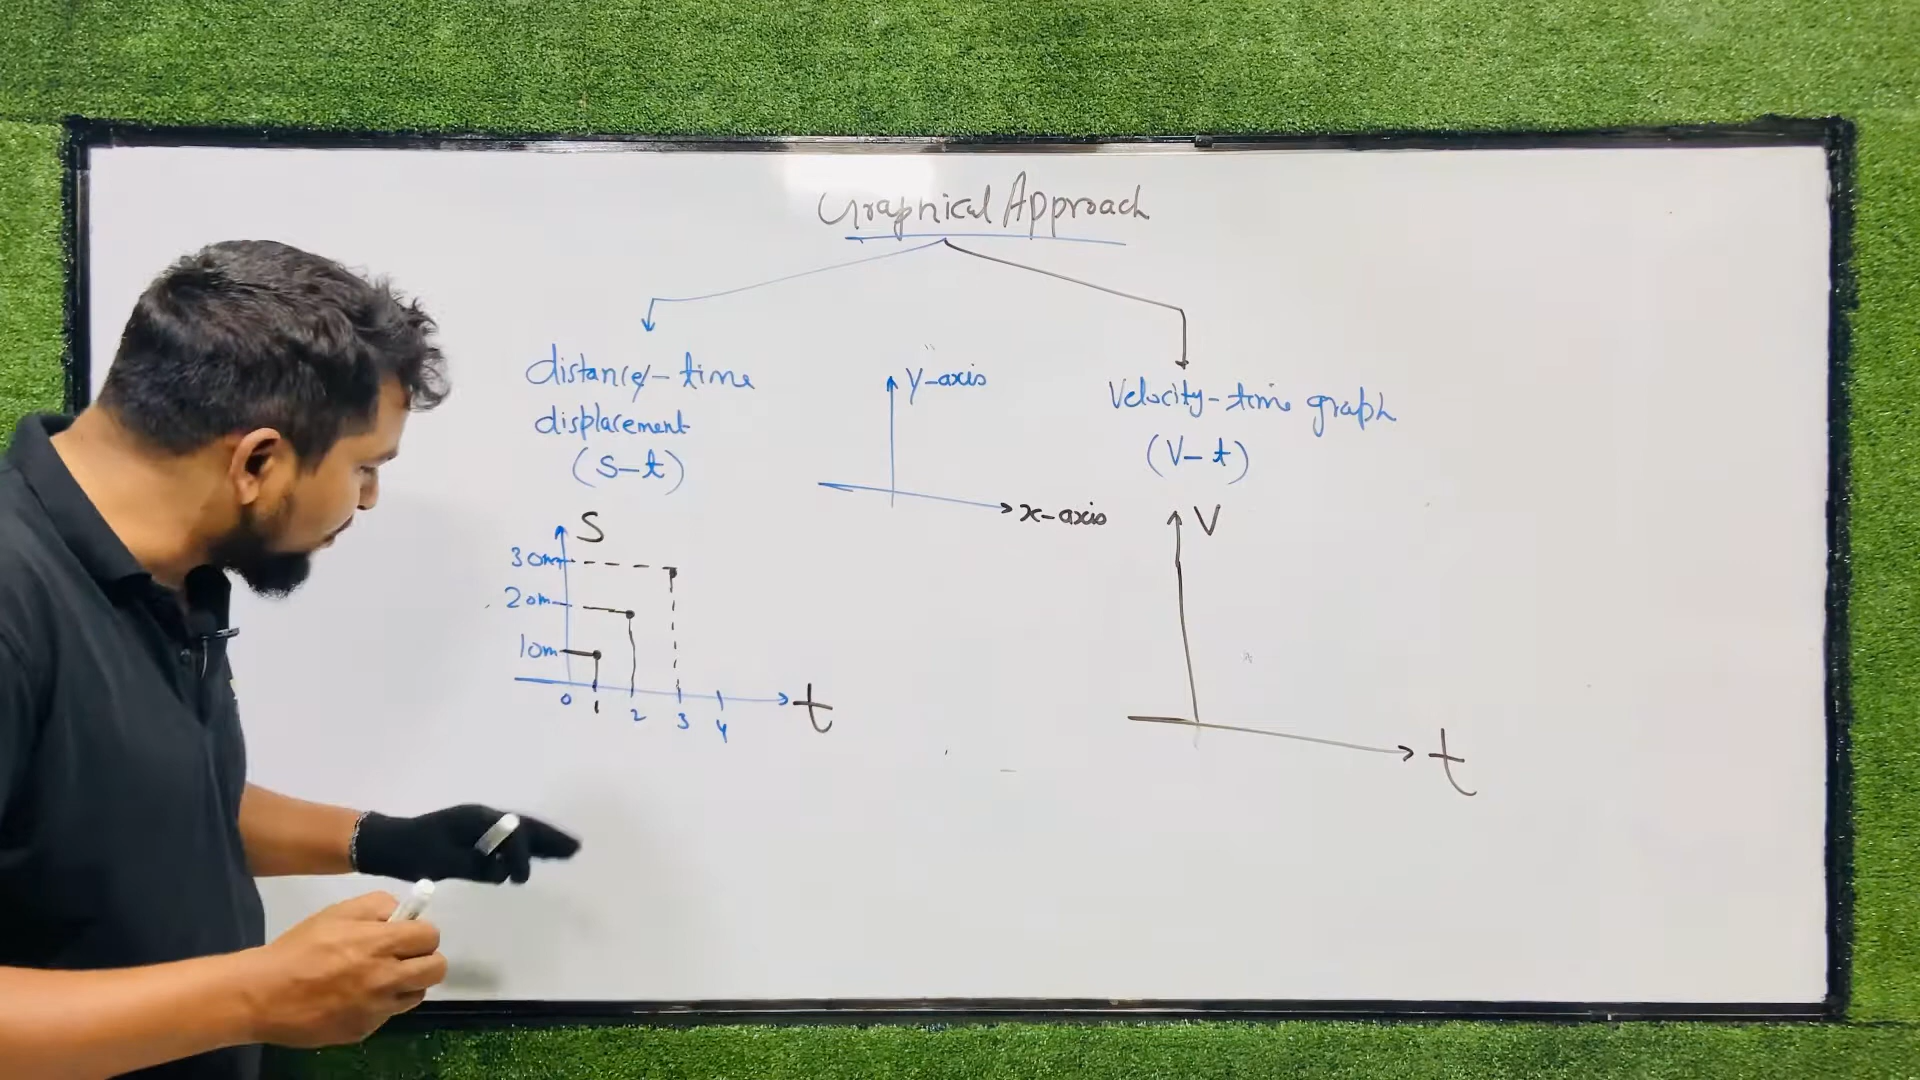 Graphical Approach
distance/-time
displacement
(S-t)
y-axis
x-axis
Velocity-time graph
(V-t)
S
30m
20m
10m
0 1 2 3 4
t
V
t